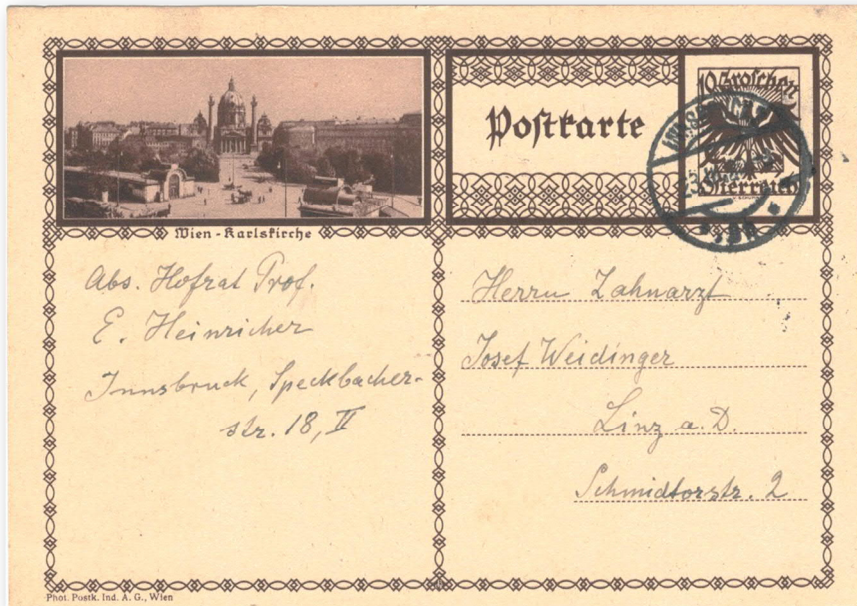 Postkarte
10 Groschen
Österreich
Wien - Karlskirche
Abs. Hofrat Prof.
E. Heinricher
Innsbruck, Speckbacher-
str. 18, II
Herrn Zahnarzt
Josef Weidinger
Linz a. D.
Schmidtorstr. 2
Phot. Postk. Ind. A. G., Wien